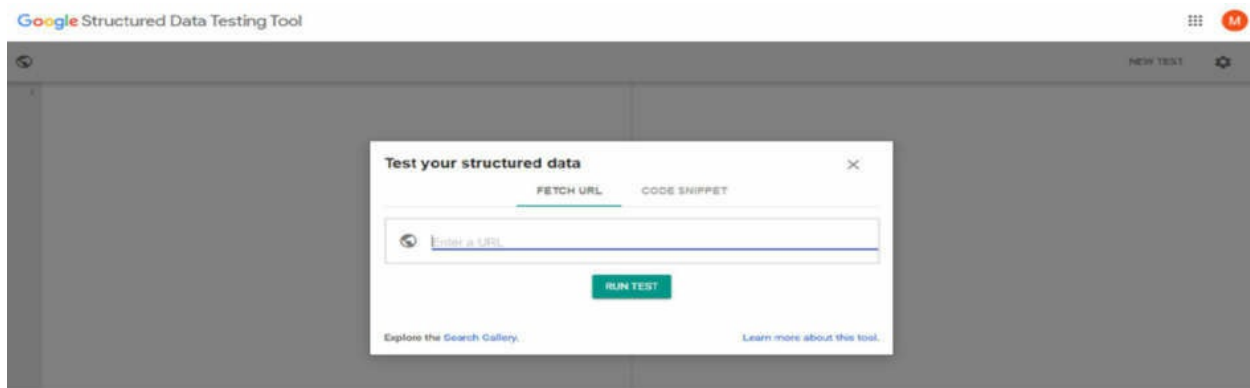 Google Structured Data Testing Tool
M
NEW TEST
Test your structured data
FETCH URL
CODE SNIPPET
Enter a URL
RUN TEST
Explore the Search Gallery.
Learn more about this tool.